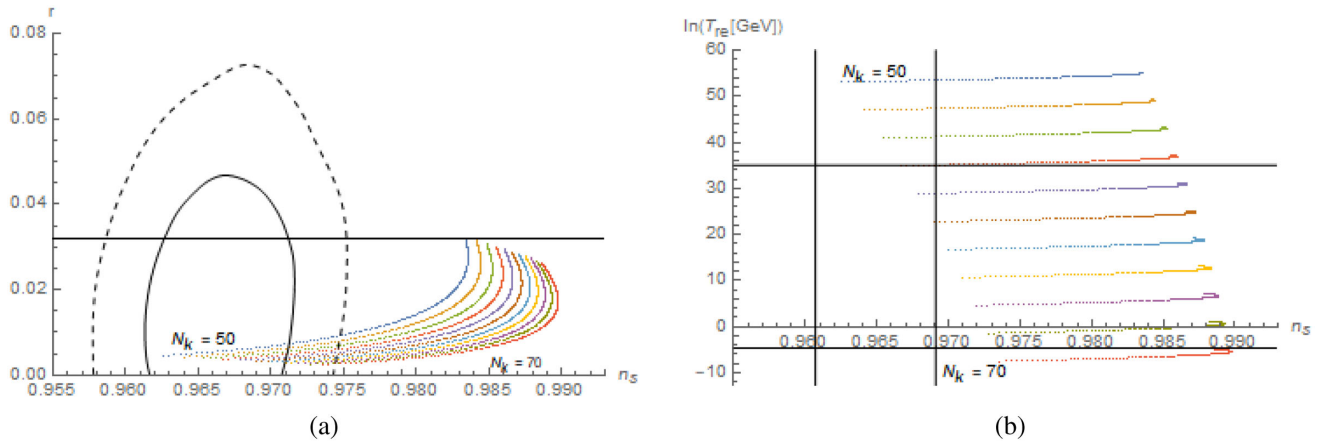 r
0.08
0.06
0.04
0.02
0.00
N_k = 50
N_k = 70
0.955 0.960 0.965 0.970 0.975 0.980 0.985 0.990 n_s
(a)
ln(T_re[GeV])
60
50
40
30
20
10
0
-10
N_k = 50
0.960 0.965 0.970 0.975 0.980 0.985 0.990 n_s
N_k = 70
(b)